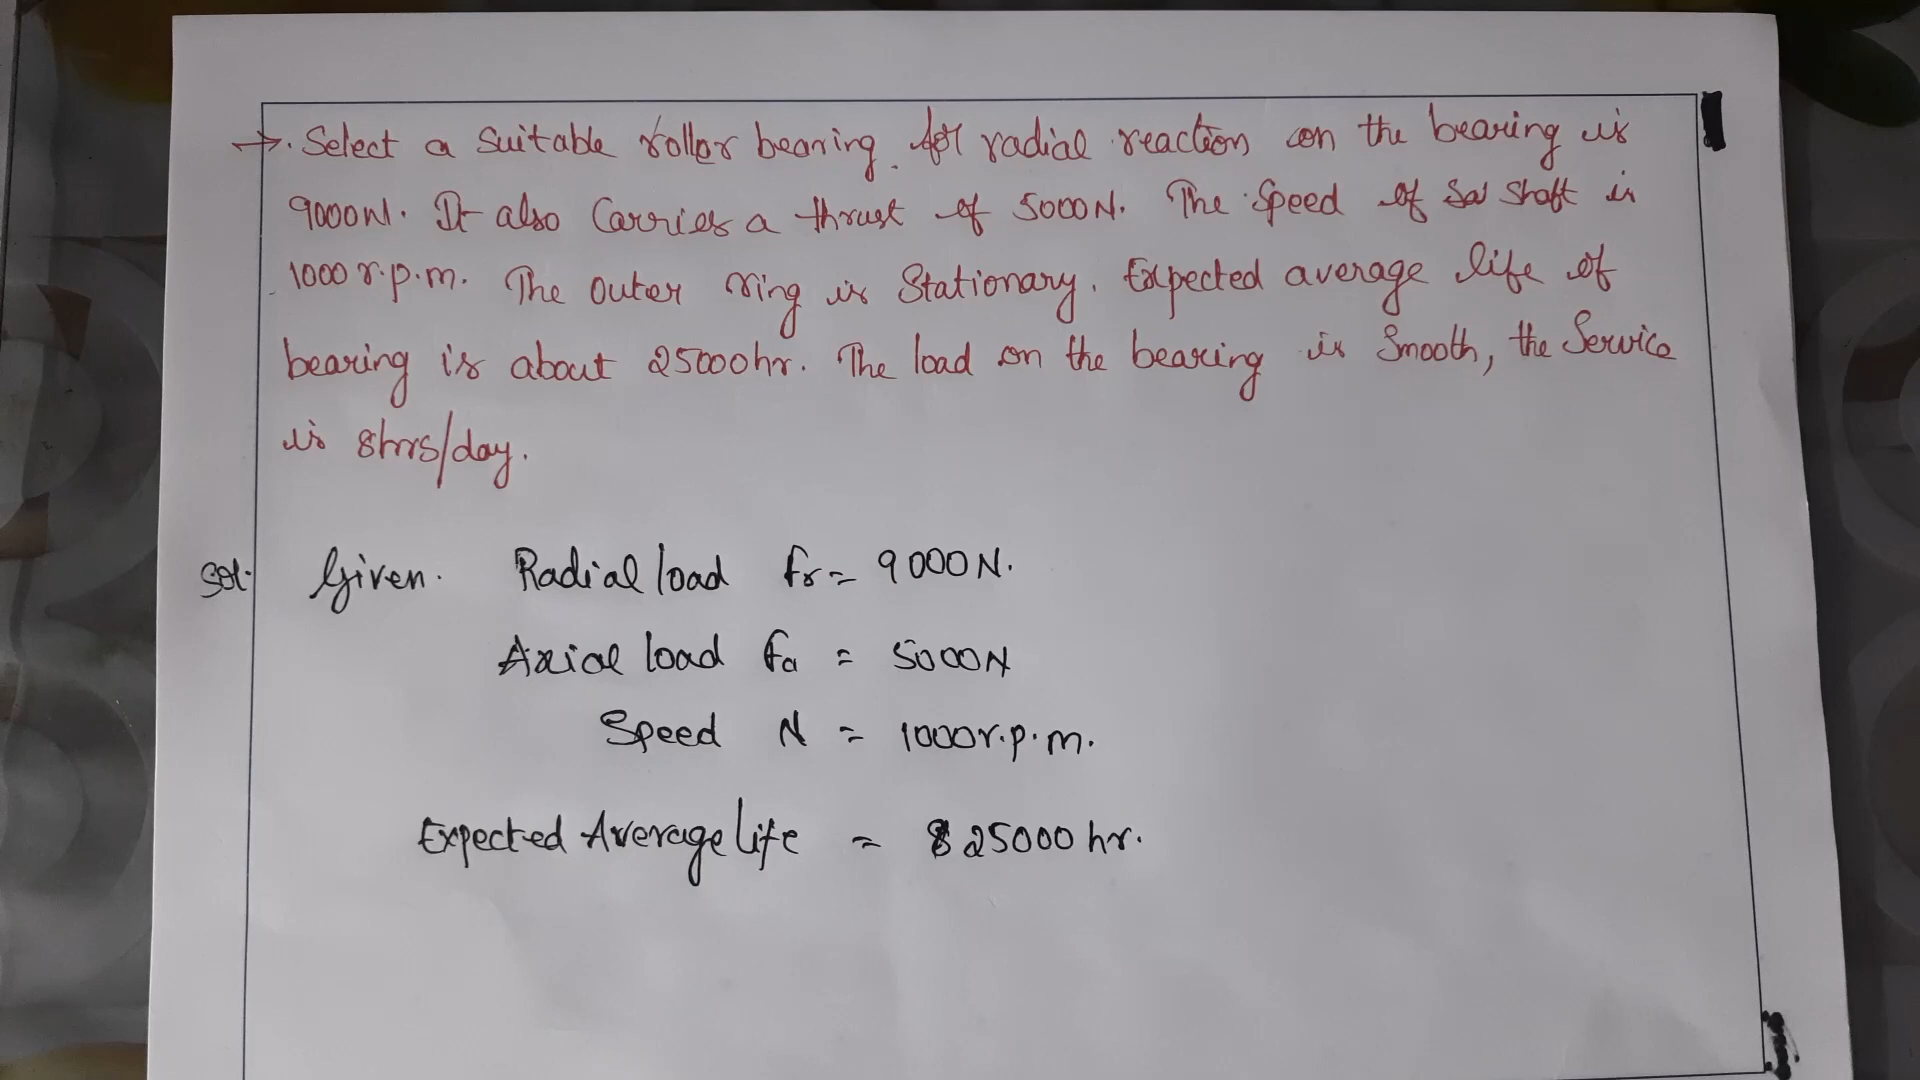 →. Select a suitable roller bearing for radial reaction on the bearing is
9000N. It also carries a thrust of 5000N. The speed of shaft is
1000 r.p.m. The outer ring is stationary. Expected average life of
bearing is about 25000hr. The load on the bearing is smooth, the service
is 8hrs/day.
Sol. Given. Radial load Fr = 9000N.
Axial load Fa = 5000N
Speed N = 1000r.p.m.
Expected Average life = 25000 hr.